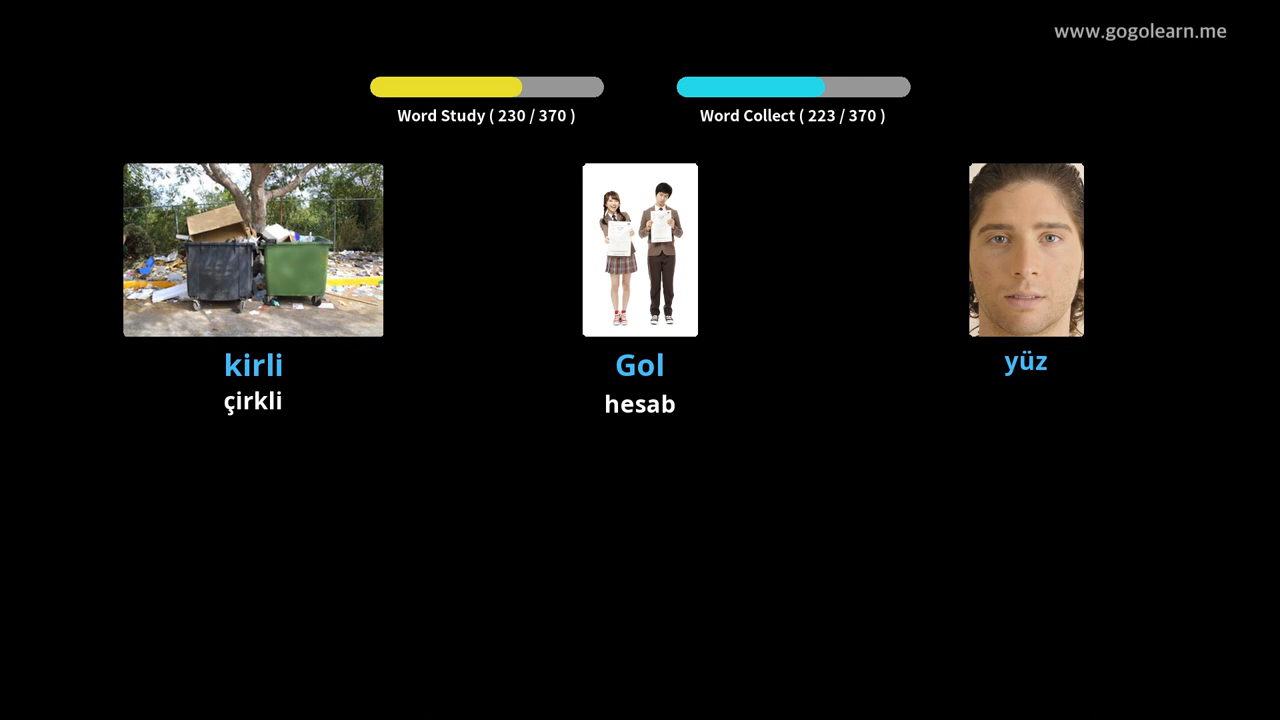 www.gogolearn.me
Word Study ( 230 / 370 )
Word Collect ( 223 / 370 )
kirli
çirkli
Gol
hesab
yüz